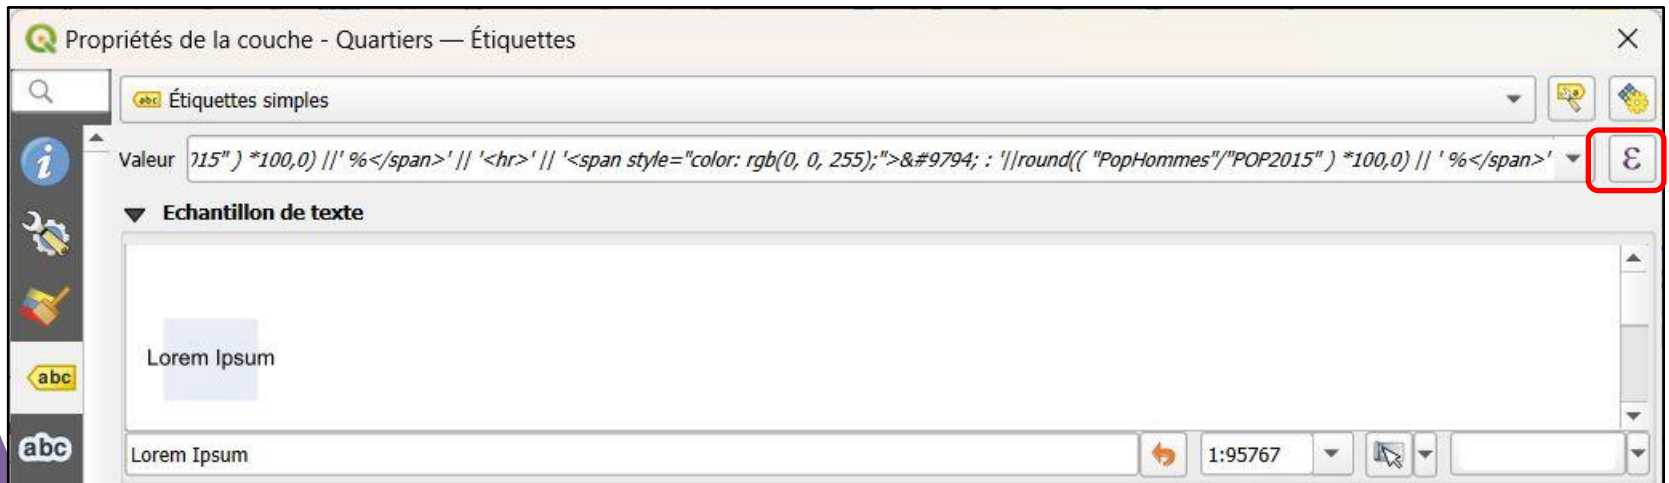 Propriétés de la couche - Quartiers — Étiquettes
abc Étiquettes simples
Valeur 015" ) *100,0) ||' %</span>' || '<hr>' || '<span style="color: rgb(0, 0, 255);">&#9794; : '||round(( "PopHommes"/"POP2015" ) *100,0) || ' %</span>' ε
Echantillon de texte
Lorem Ipsum
abc
abc
Lorem Ipsum 1:95767